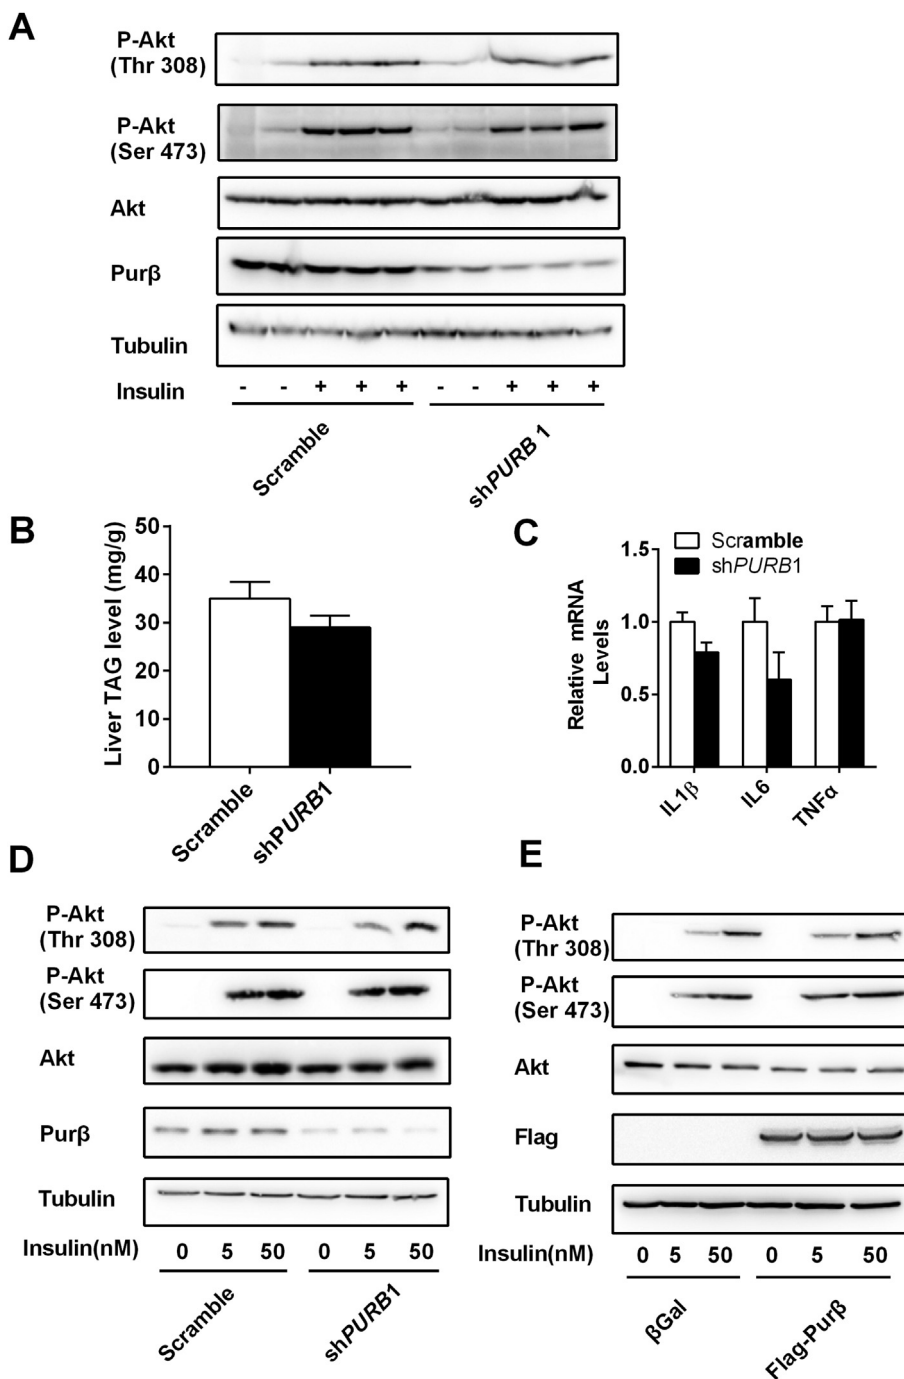 A
P-Akt
(Thr 308)
P-Akt
(Ser 473)
Akt
Purβ
Tubulin
Insulin - - + + + - - + + +
Scramble shPURB 1
B
Liver TAG level (mg/g)
50
40
30
20
10
0
Scramble shPURB1
C
Scramble
shPURB1
Relative mRNA
Levels
1.5
1.0
0.5
0.0
IL1β IL6 TNFα
D
P-Akt
(Thr 308)
P-Akt
(Ser 473)
Akt
Purβ
Tubulin
Insulin(nM) 0 5 50 0 5 50
Scramble shPURB1
E
P-Akt
(Thr 308)
P-Akt
(Ser 473)
Akt
Flag
Tubulin
Insulin(nM) 0 5 50 0 5 50
βGal Flag-Purβ